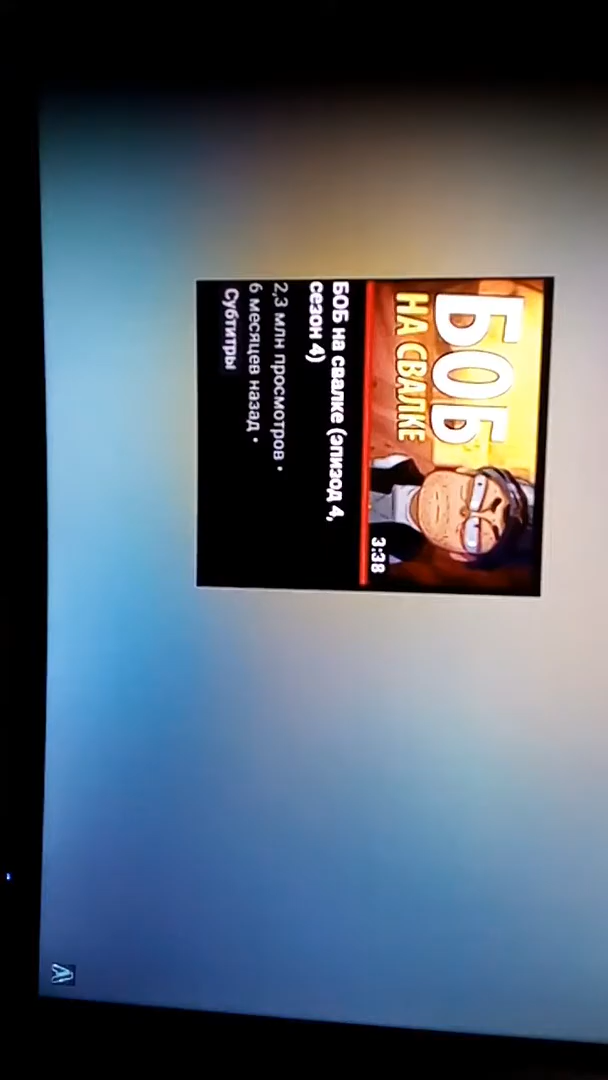 БОБ
НА СВАЛКЕ
3:38
БОБ на свалке (эпизод 4,
сезон 4)
2,3 млн просмотров •
6 месяцев назад •
Субтитры